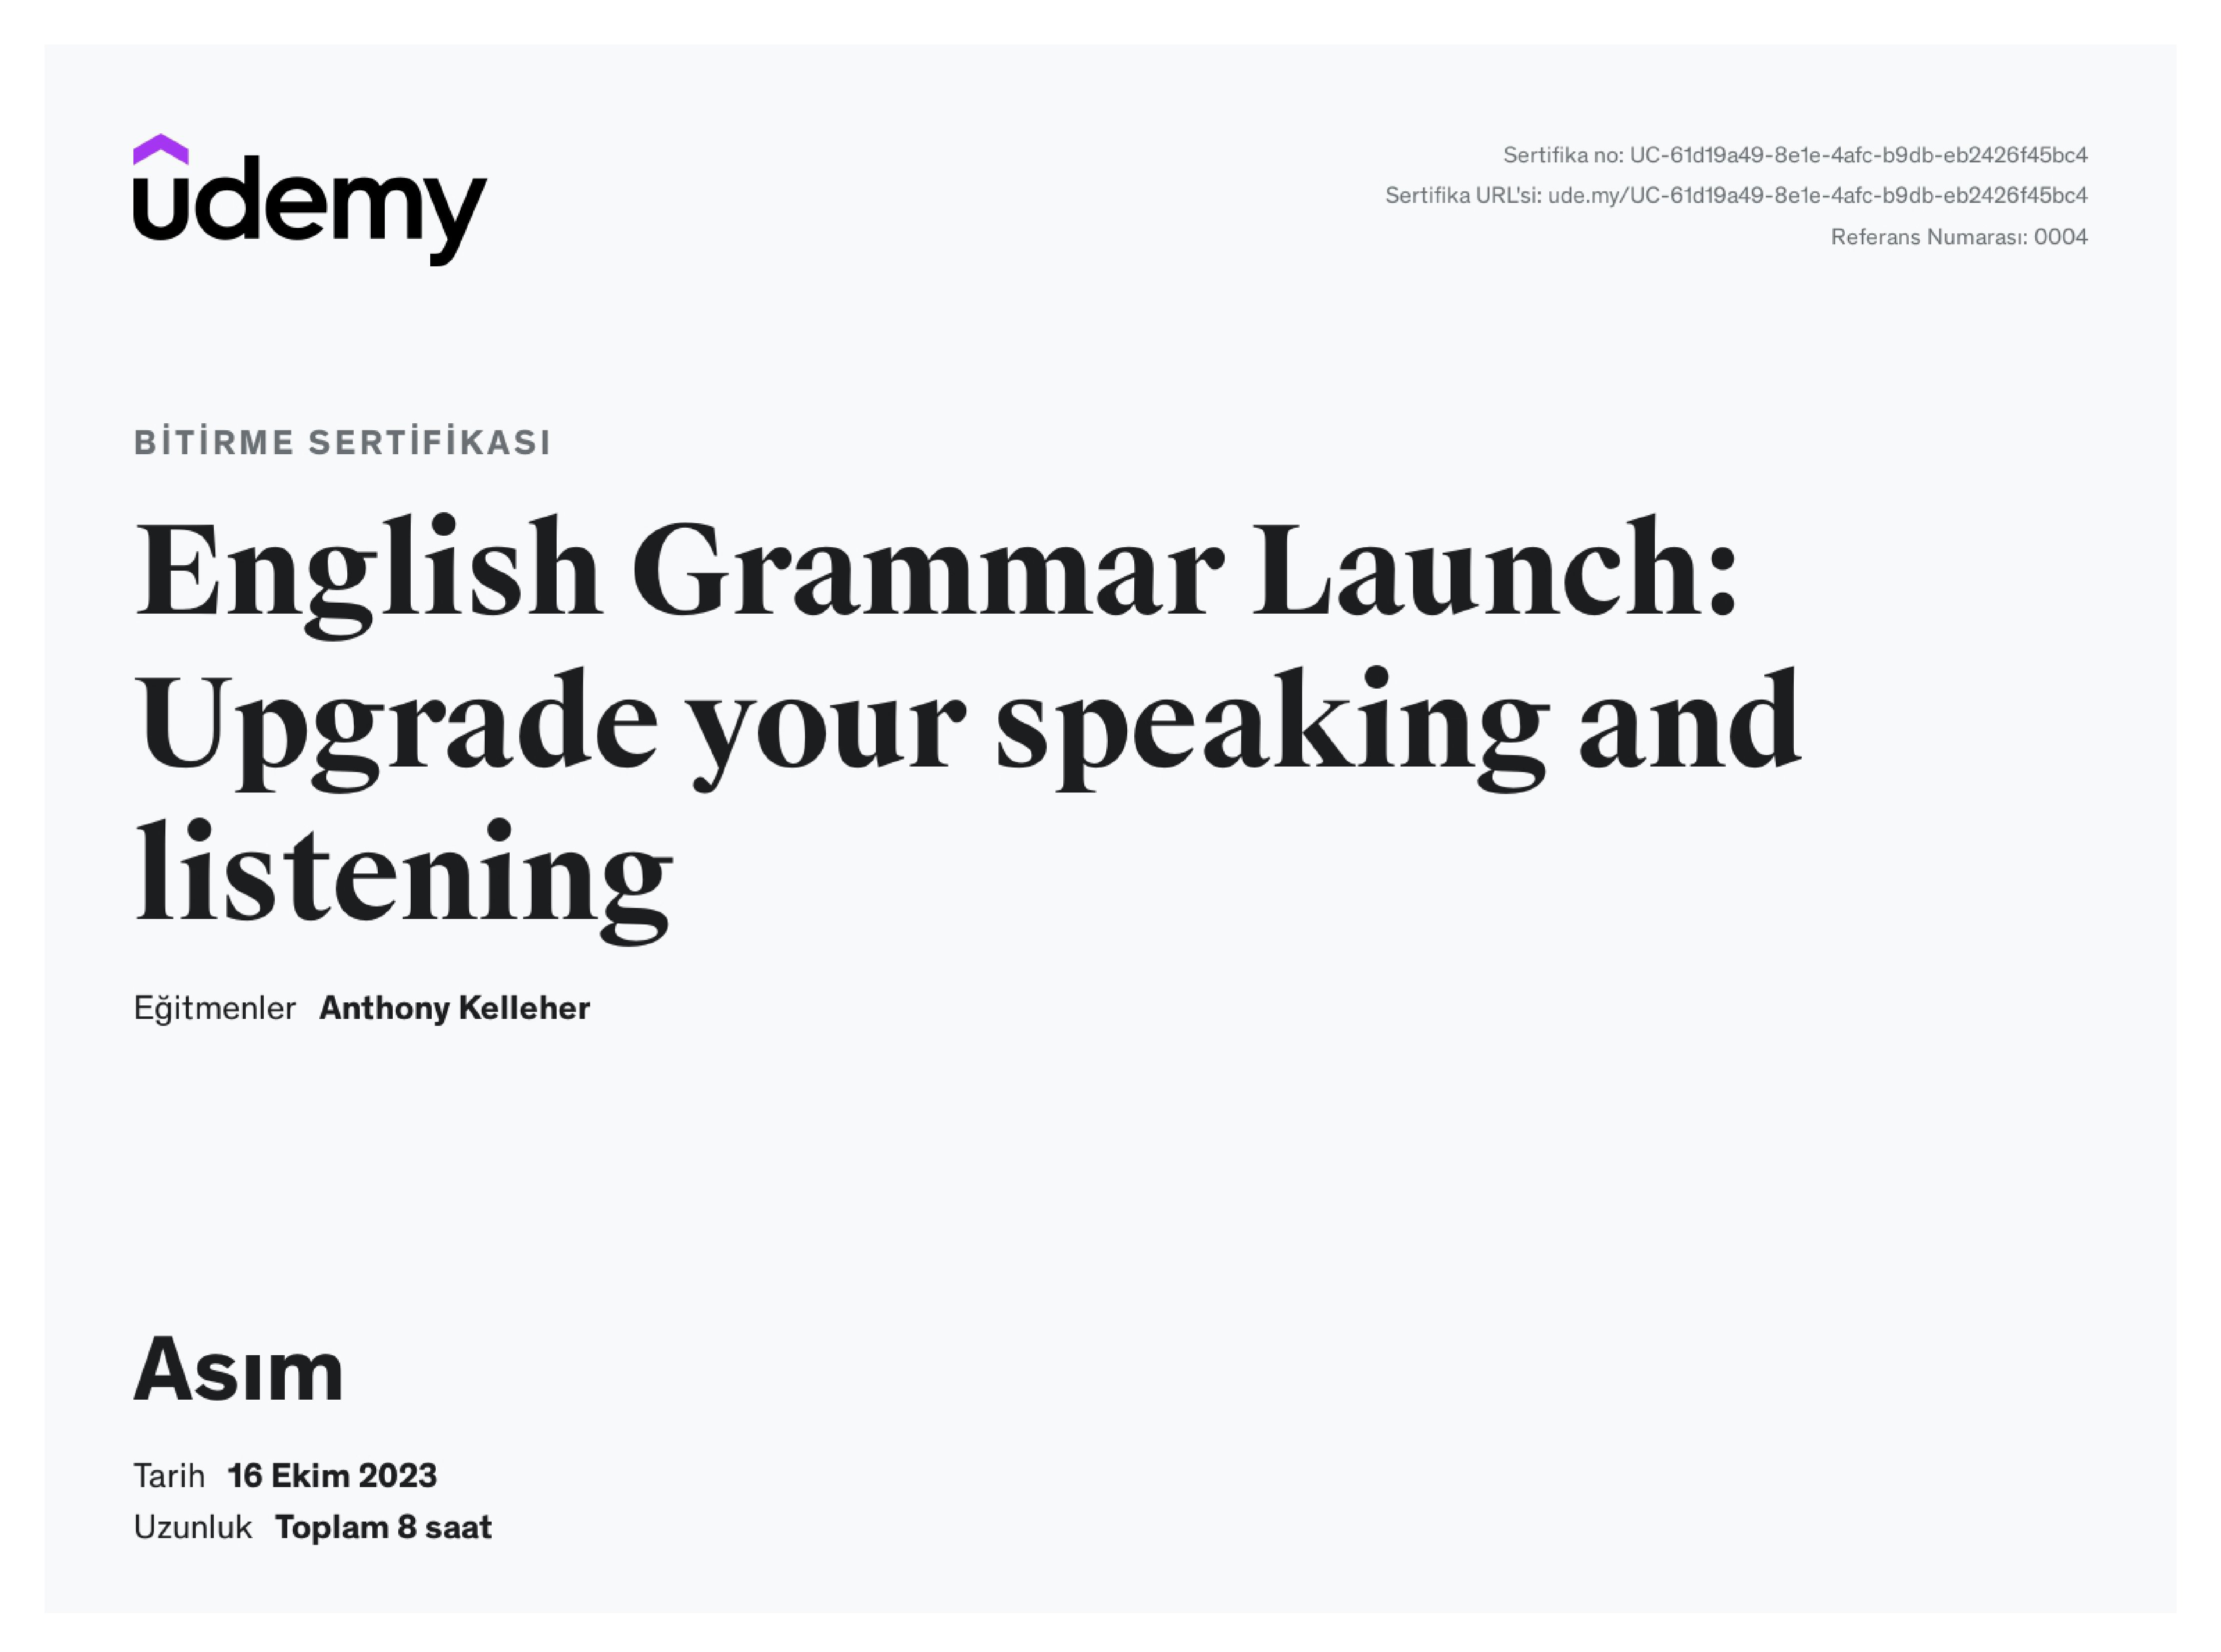 udemy
Sertifika no: UC-61d19a49-8e1e-4afc-b9db-eb2426f45bc4
Sertifika URL'si: ude.my/UC-61d19a49-8e1e-4afc-b9db-eb2426f45bc4
Referans Numarası: 0004
BİTİRME SERTİFİKASI
English Grammar Launch:
Upgrade your speaking and
listening
Eğitmenler Anthony Kelleher
Asım
Tarih 16 Ekim 2023
Uzunluk Toplam 8 saat